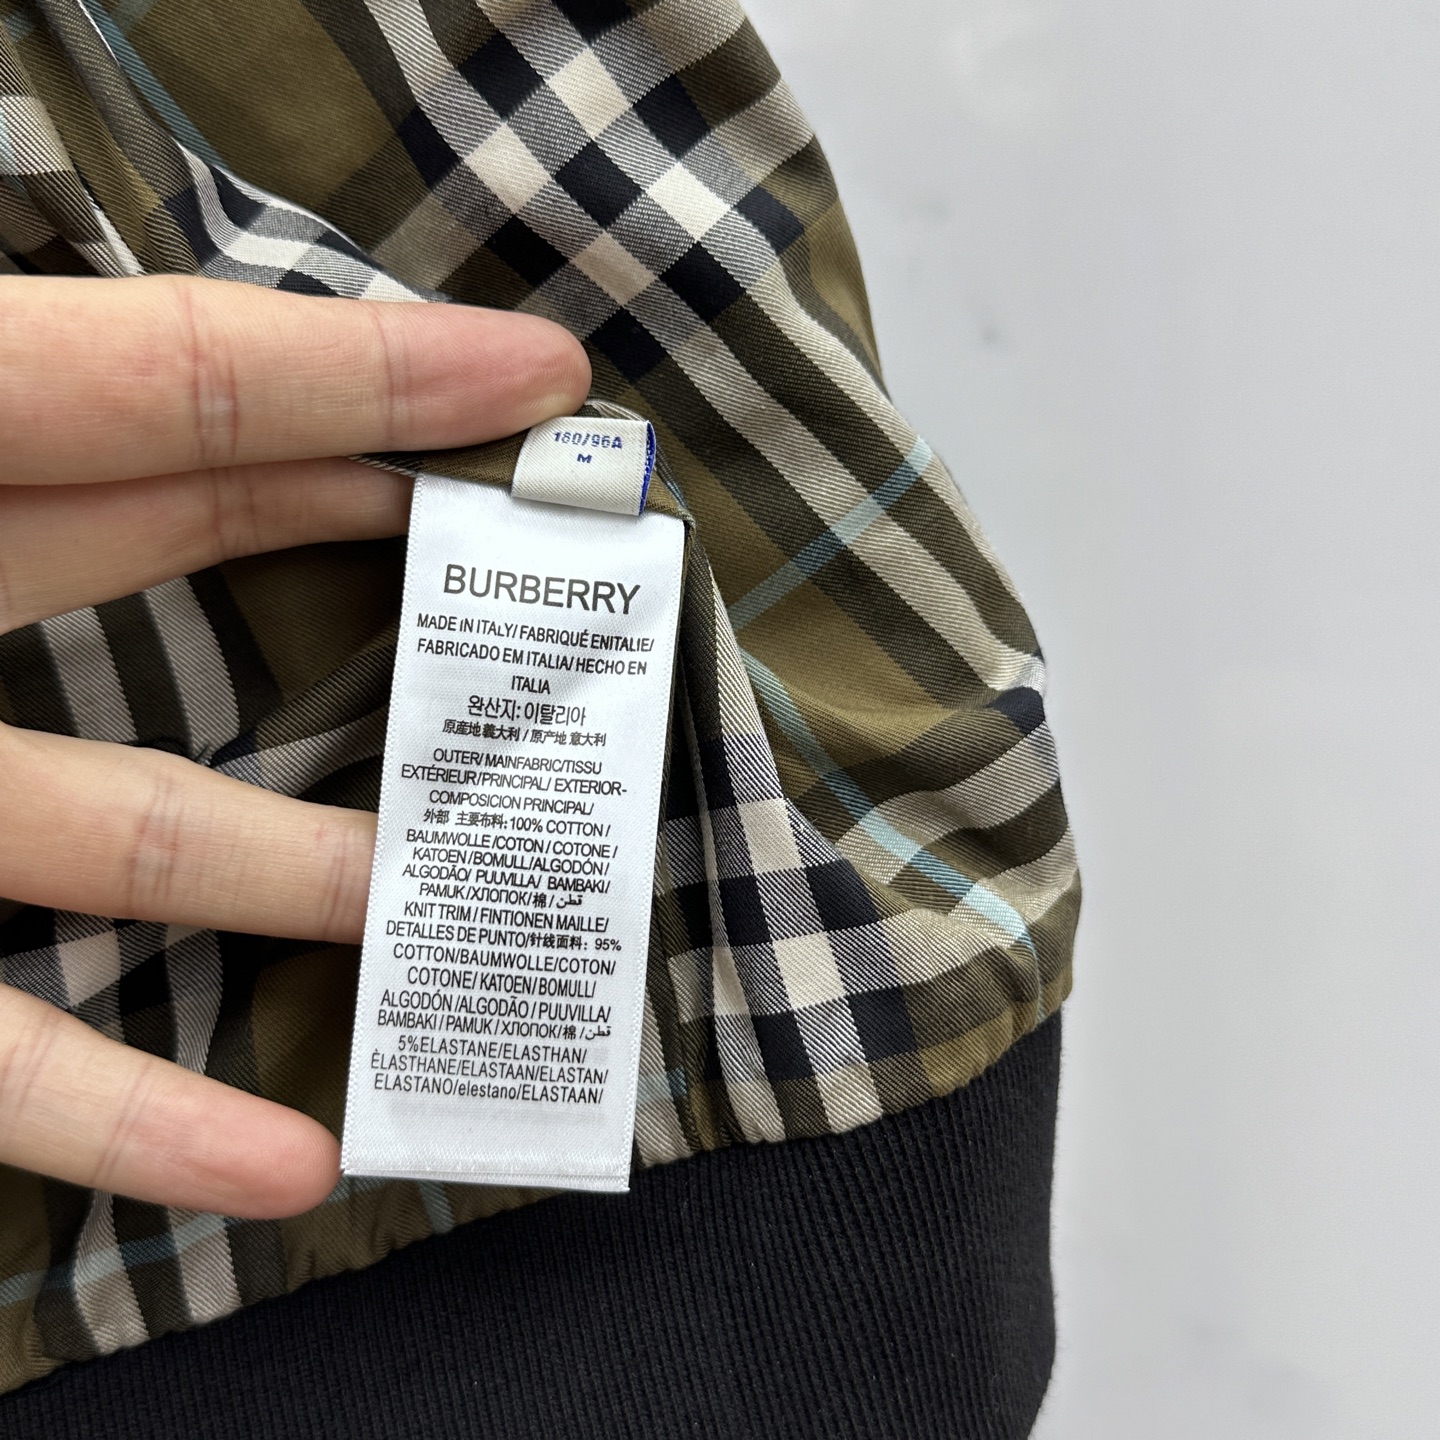 180/96A
M
BURBERRY
MADE IN ITALY/ FABRIQUÉ ENITALIE/
FABRICADO EM ITALIA/ HECHO EN
ITALIA
완산지: 이탈리아
原産地 義大利 / 原产地 意大利
OUTER/ MAINFABRIC/TISSU
EXTÉRIEUR/PRINCIPAL/ EXTERIOR-
COMPOSICION PRINCIPAL/
外部 主要布料: 100% COTTON /
BAUMWOLLE /COTON / COTONE /
KATOEN /BOMULL/ALGODÓN /
ALGODÃO/ PUUVILLA/ BAMBAKI/
PAMUK/ХЛОПОК/棉 / قطن/
KNIT TRIM / FINTIONEN MAILLE/
DETALLES DE PUNTO/针线面料: 95%
COTTON/BAUMWOLLE/COTON/
COTONE/ KATOEN/BOMULL/
ALGODÓN /ALGODÃO / PUUVILLA/
BAMBAKI / PAMUK / ХЛОПОК/棉 / قطن/
5%ELASTANE/ELASTHAN/
ÈLASTHANE/ELASTAAN/ELASTAN/
ELASTANO/elestano/ELASTAAN/